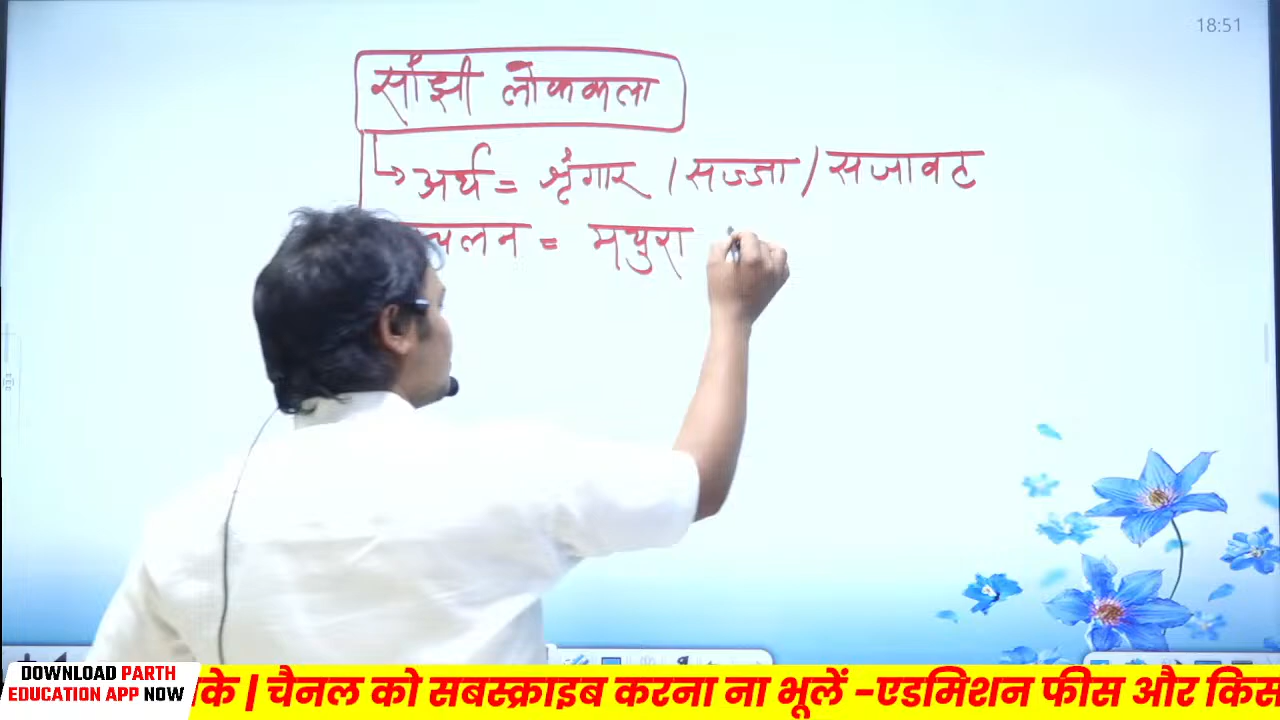 18:51
साँझी लोककला
अर्थ = श्रृंगार / सज्जा / सजावट
चलन = मथुरा
DOWNLOAD PARTH
EDUCATION APP NOW
के | चैनल को सबस्क्राइब करना ना भूलें -एडमिशन फीस और किस